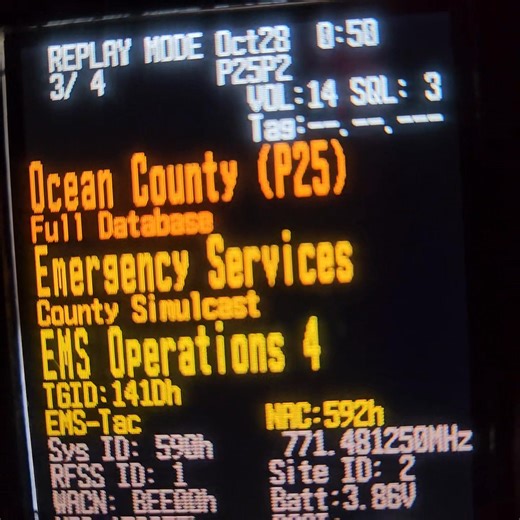 REPLAY MODE Oct28 0:50
3/ 4 P25P2
VOL:14 SQL: 3
Tag:--.--.---
Ocean County (P25)
Full Database
Emergency Services
County Simulcast
EMS Operations 4
TGID:141Dh
EMS-Tac NAC:592h
Sys ID: 590h 771.481250MHz
RFSS ID: 1 Site ID: 2
WACN: BEE00h Batt:3.86V